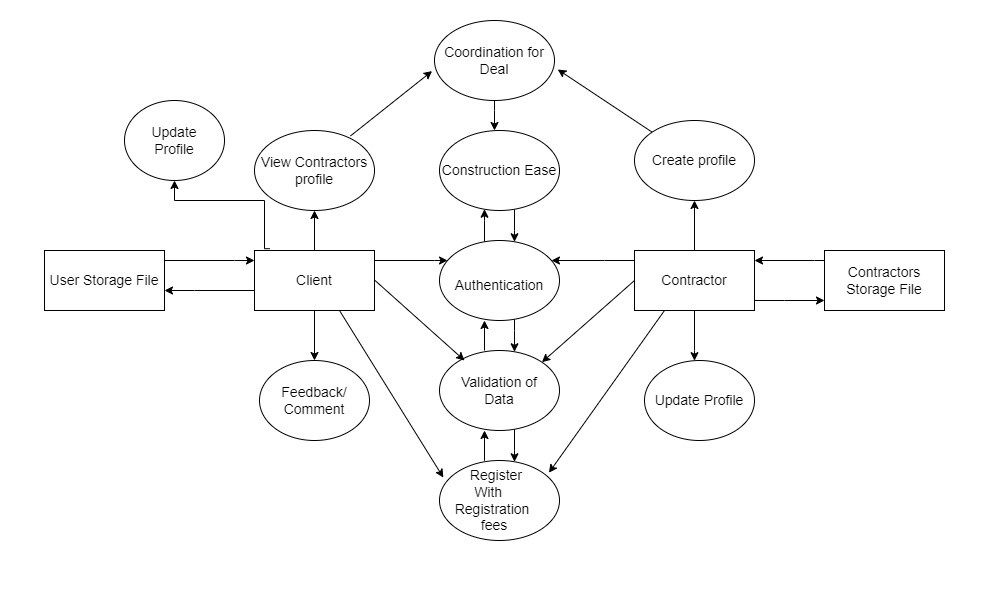 Coordination for
Deal
Update
Profile
View Contractors
profile
Construction Ease
Create profile
User Storage File
Client
Authentication
Contractor
Contractors
Storage File
Feedback/
Comment
Validation of
Data
Update Profile
Register
With
Registration
fees